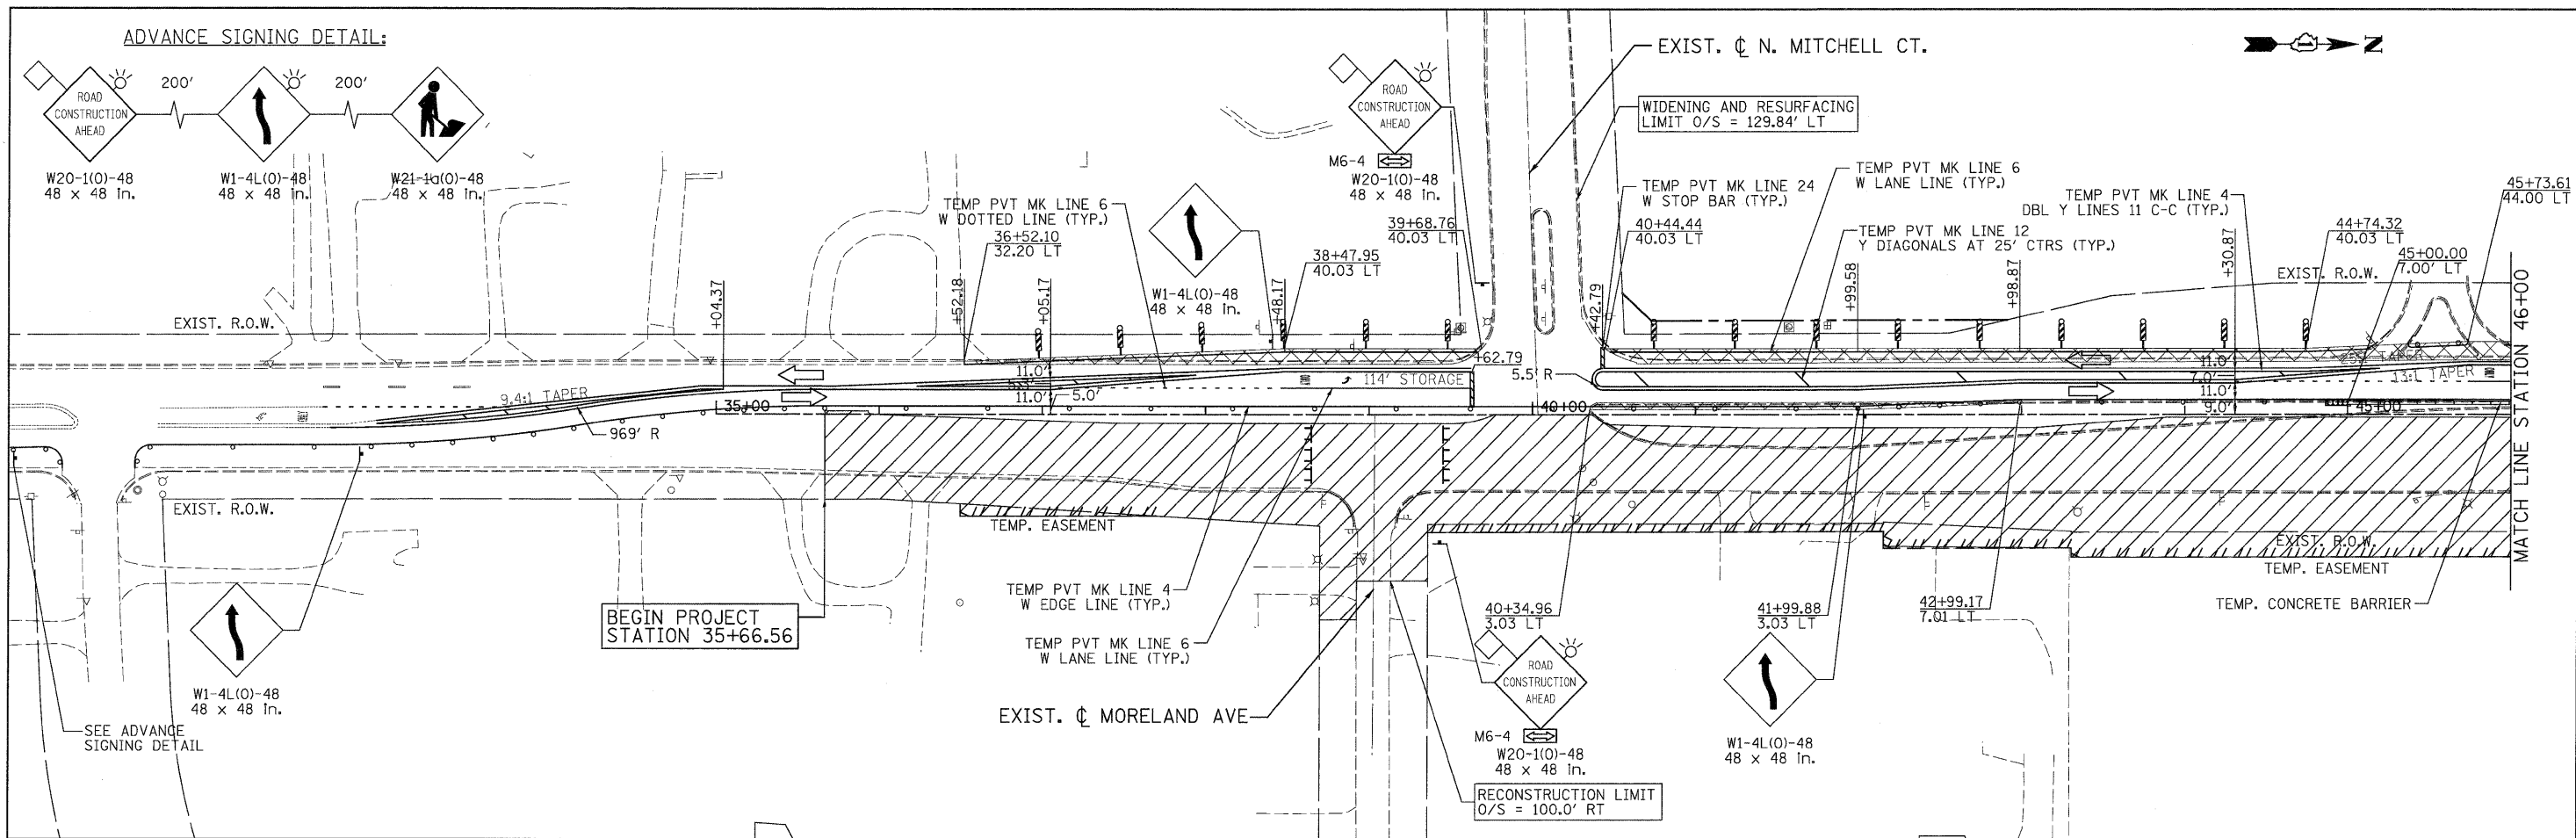 ADVANCE SIGNING DETAIL:
ROAD
CONSTRUCTION
AHEAD
200'
200'
W20-1(O)-48
48 x 48 in.
W1-4L(O)-48
48 x 48 in.
W21-1a(O)-48
48 x 48 in.
ROAD
CONSTRUCTION
AHEAD
M6-4
W20-1(O)-48
48 x 48 in.
EXIST. ℄ N. MITCHELL CT.
N
WIDENING AND RESURFACING
LIMIT O/S = 129.84' LT
TEMP PVT MK LINE 6
W DOTTED LINE (TYP.)
36+52.10
32.20 LT
W1-4L(O)-48
48 x 48 in.
38+47.95
40.03 LT
39+68.76
40.03 LT
TEMP PVT MK LINE 24
W STOP BAR (TYP.)
40+44.44
40.03 LT
TEMP PVT MK LINE 6
W LANE LINE (TYP.)
TEMP PVT MK LINE 12
Y DIAGONALS AT 25' CTRS (TYP.)
TEMP PVT MK LINE 4
DBL Y LINES 11 C-C (TYP.)
44+74.32
40.03 LT
45+73.61
44.00 LT
45+00.00
7.00' LT
EXIST. R.O.W.
EXIST. R.O.W.
+04.37
+52.18
+05.17
+48.17
+42.79
+99.58
+98.87
+30.87
+62.79
5.5' R
9.4:1 TAPER
969' R
35+00
11.0'
11.0'
5.0'
114' STORAGE
40+00
11.0'
7.0'
11.0'
9.0'
13:1 TAPER
45+00
MATCH LINE STATION 46+00
EXIST. R.O.W.
TEMP. EASEMENT
EXIST. R.O.W.
TEMP. EASEMENT
BEGIN PROJECT
STATION 35+66.56
TEMP PVT MK LINE 4
W EDGE LINE (TYP.)
TEMP PVT MK LINE 6
W LANE LINE (TYP.)
EXIST. ℄ MORELAND AVE
40+34.96
3.03 LT
41+99.88
3.03 LT
42+99.17
7.01 LT
TEMP. CONCRETE BARRIER
W1-4L(O)-48
48 x 48 in.
SEE ADVANCE
SIGNING DETAIL
ROAD
CONSTRUCTION
AHEAD
M6-4
W20-1(O)-48
48 x 48 in.
W1-4L(O)-48
48 x 48 in.
RECONSTRUCTION LIMIT
O/S = 100.0' RT